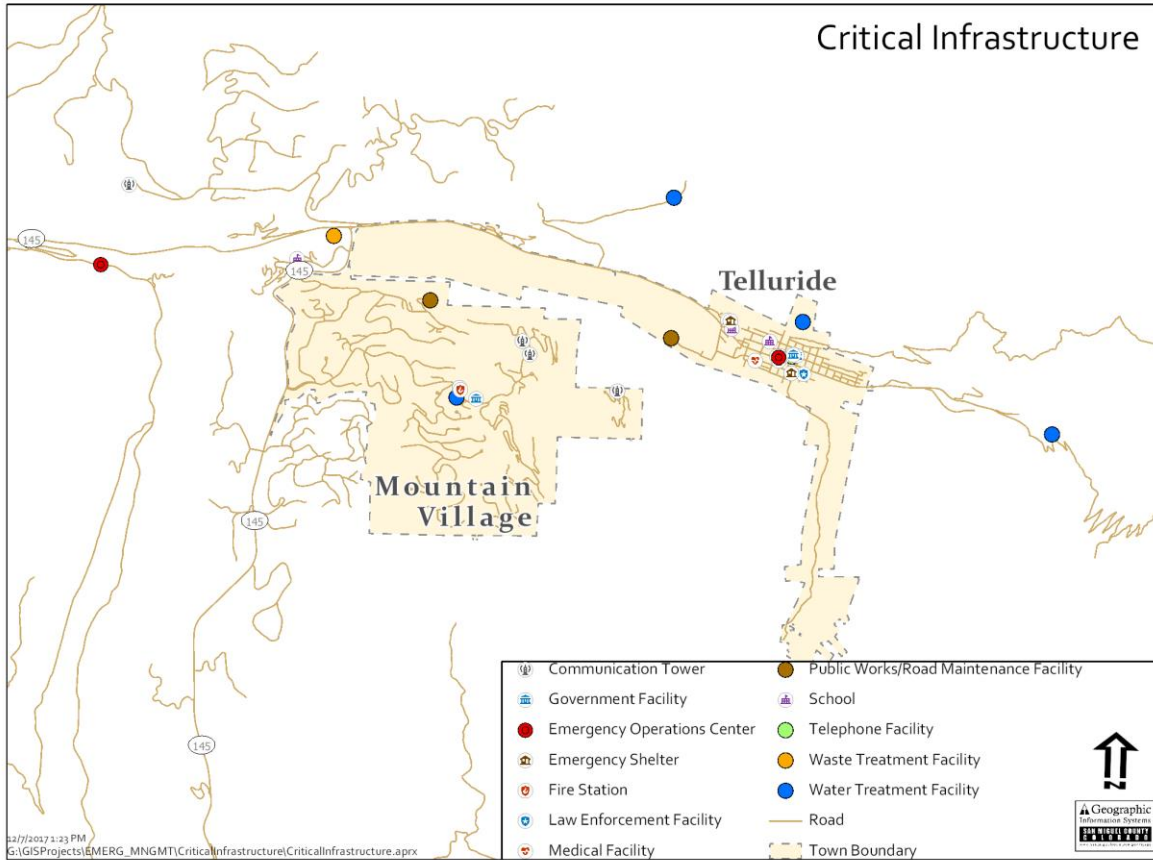 Critical Infrastructure
145
145
Telluride
Mountain
Village
145
145
Communication Tower
Government Facility
Emergency Operations Center
Emergency Shelter
Fire Station
Law Enforcement Facility
Medical Facility
Public Works/Road Maintenance Facility
School
Telephone Facility
Waste Treatment Facility
Water Treatment Facility
Road
Town Boundary
N
Geographic
Information Systems
SAN MIGUEL COUNTY
COLORADO
12/7/2017 1:23 PM
G:\GISProjects\EMERG_MNGMT\CriticalInfrastructure\CriticalInfrastructure.aprx